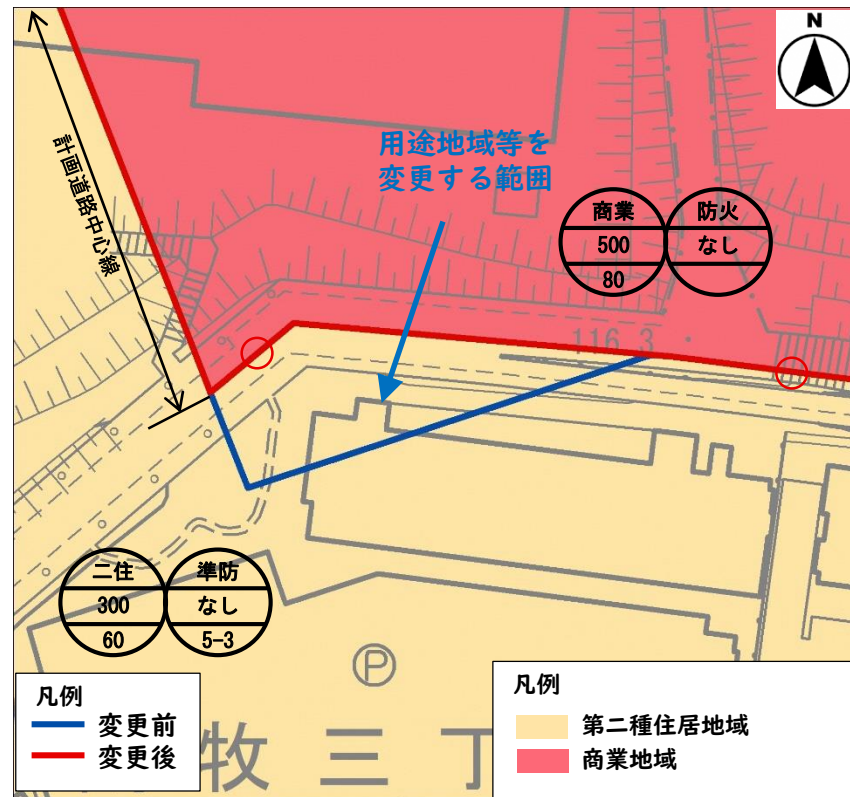 N
計画道路中心線
用途地域等を
変更する範囲
商業
500
80
防火
なし
116.3
二住
300
60
準防
なし
5-3
P
牧三丁
凡例
変更前
変更後
凡例
第二種住居地域
商業地域